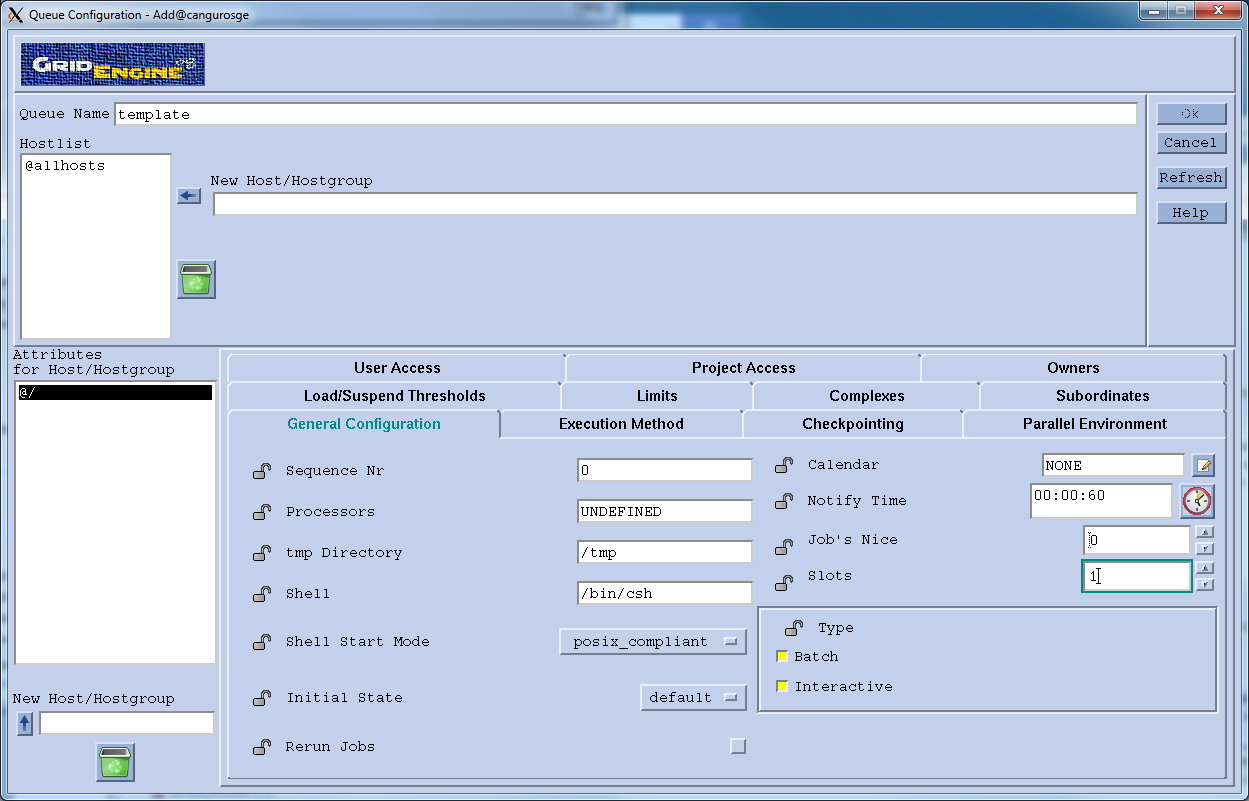 Queue Configuration - Add@cangurosge
GRID ENGINE
Queue Name template
Ok
Hostlist
Cancel
@allhosts
New Host/Hostgroup
Refresh
Help
Attributes
for Host/Hostgroup
@/
User Access Project Access Owners
Load/Suspend Thresholds Limits Complexes Subordinates
General Configuration Execution Method Checkpointing Parallel Environment
Sequence Nr 0
Processors UNDEFINED
tmp Directory /tmp
Shell /bin/csh
Shell Start Mode posix_compliant
Initial State default
Rerun Jobs
Calendar NONE
Notify Time 00:00:60
Job's Nice 0
Slots 1
Type
Batch
Interactive
New Host/Hostgroup